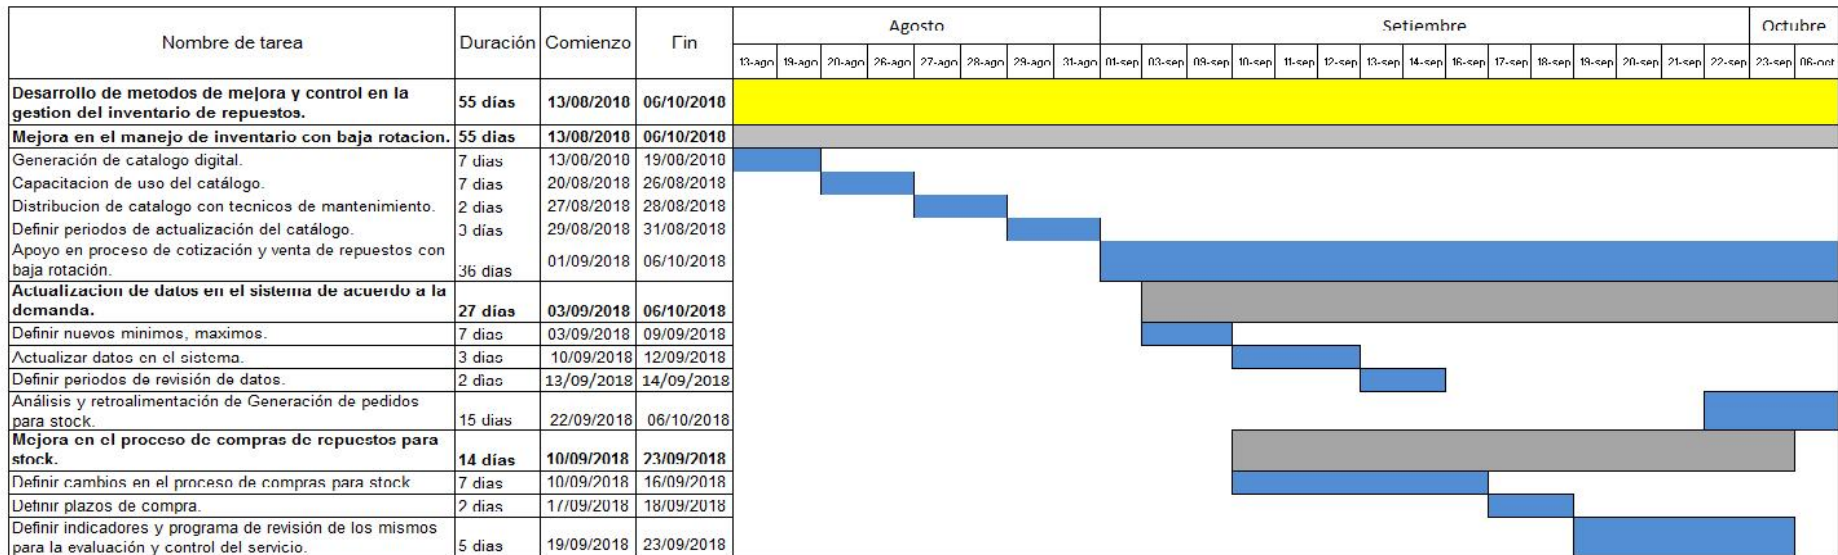 Agosto Setiembre Octubre
Nombre de tarea Duración Comienzo Fin
13-ago 19-ago 20-ago 26-ago 27-ago 28-ago 29-ago 31-ago 01-sep 03-sep 09-sep 10-sep 11-sep 12-sep 13-sep 14-sep 16-sep 17-sep 18-sep 19-sep 20-sep 21-sep 22-sep 23-sep 06-oct
Desarrollo de metodos de mejora y control en la
gestion del inventario de repuestos. 55 días 13/08/2018 06/10/2018
Mejora en el manejo de inventario con baja rotacion. 55 dias 13/08/2018 06/10/2018
Generación de catalogo digital. 7 dias 13/08/2018 19/08/2018
Capacitacion de uso del catálogo. 7 dias 20/08/2018 26/08/2018
Distribucion de catalogo con tecnicos de mantenimiento. 2 dias 27/08/2018 28/08/2018
Definir periodos de actualización del catálogo. 3 días 29/08/2018 31/08/2018
Apoyo en proceso de cotización y venta de repuestos con
baja rotación. 36 dias 01/09/2018 06/10/2018
Actualizacion de datos en el sistema de acuerdo a la
demanda. 27 días 03/09/2018 06/10/2018
Definir nuevos minimos, maximos. 7 dias 03/09/2018 09/09/2018
Actualizar datos en el sistema. 3 dias 10/09/2018 12/09/2018
Definir periodos de revisión de datos. 2 dias 13/09/2018 14/09/2018
Análisis y retroalimentación de Generación de pedidos
para stock. 15 dias 22/09/2018 06/10/2018
Mejora en el proceso de compras de repuestos para
stock. 14 días 10/09/2018 23/09/2018
Definir cambios en el proceso de compras para stock 7 dias 10/09/2018 16/09/2018
Definir plazos de compra. 2 dias 17/09/2018 18/09/2018
Definir indicadores y programa de revisión de los mismos
para la evaluación y control del servicio. 5 dias 19/09/2018 23/09/2018